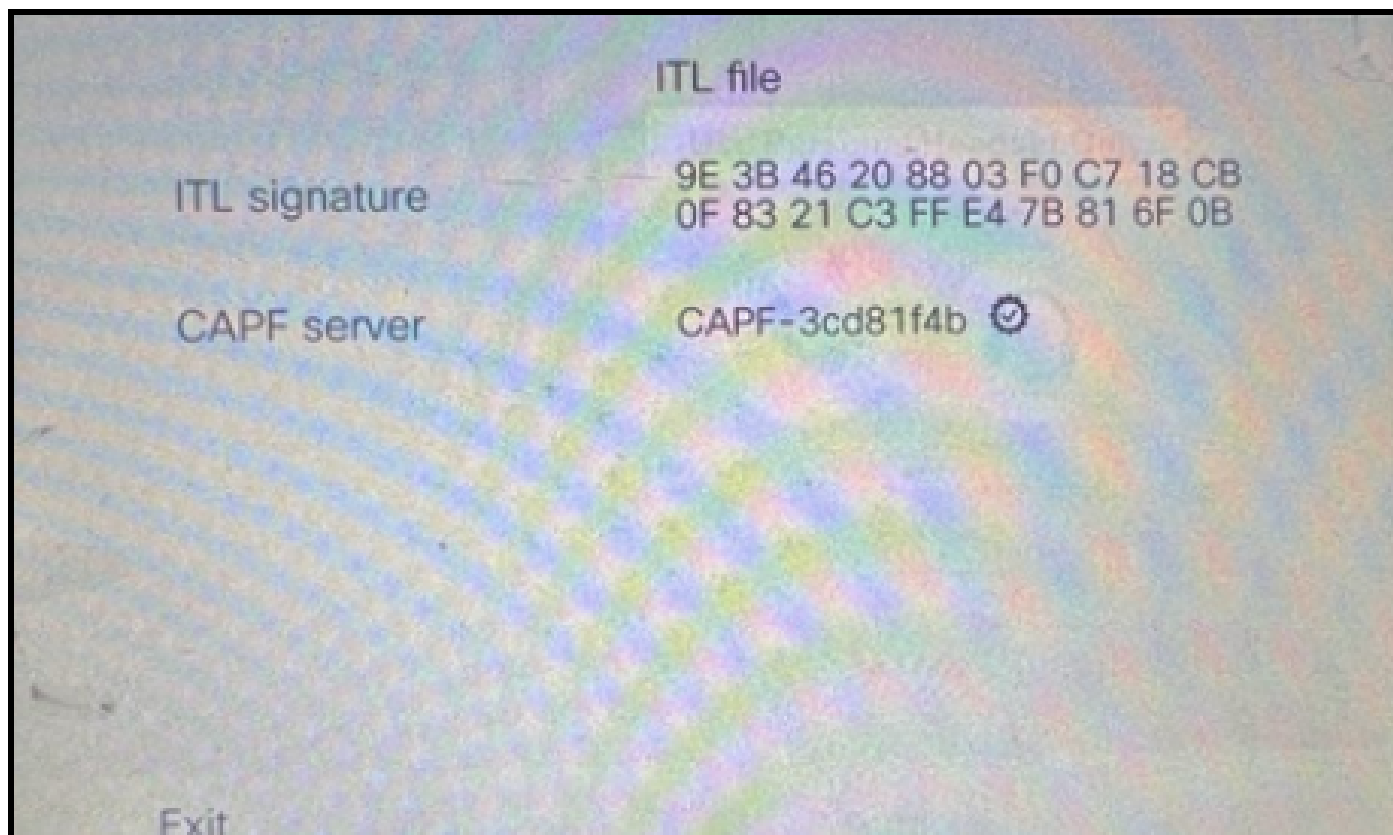 ITL file
ITL signature
9E 3B 46 20 88 03 F0 C7 18 CB
0F 83 21 C3 FF E4 7B 81 6F 0B
CAPF server
CAPF-3cd81f4b
Exit